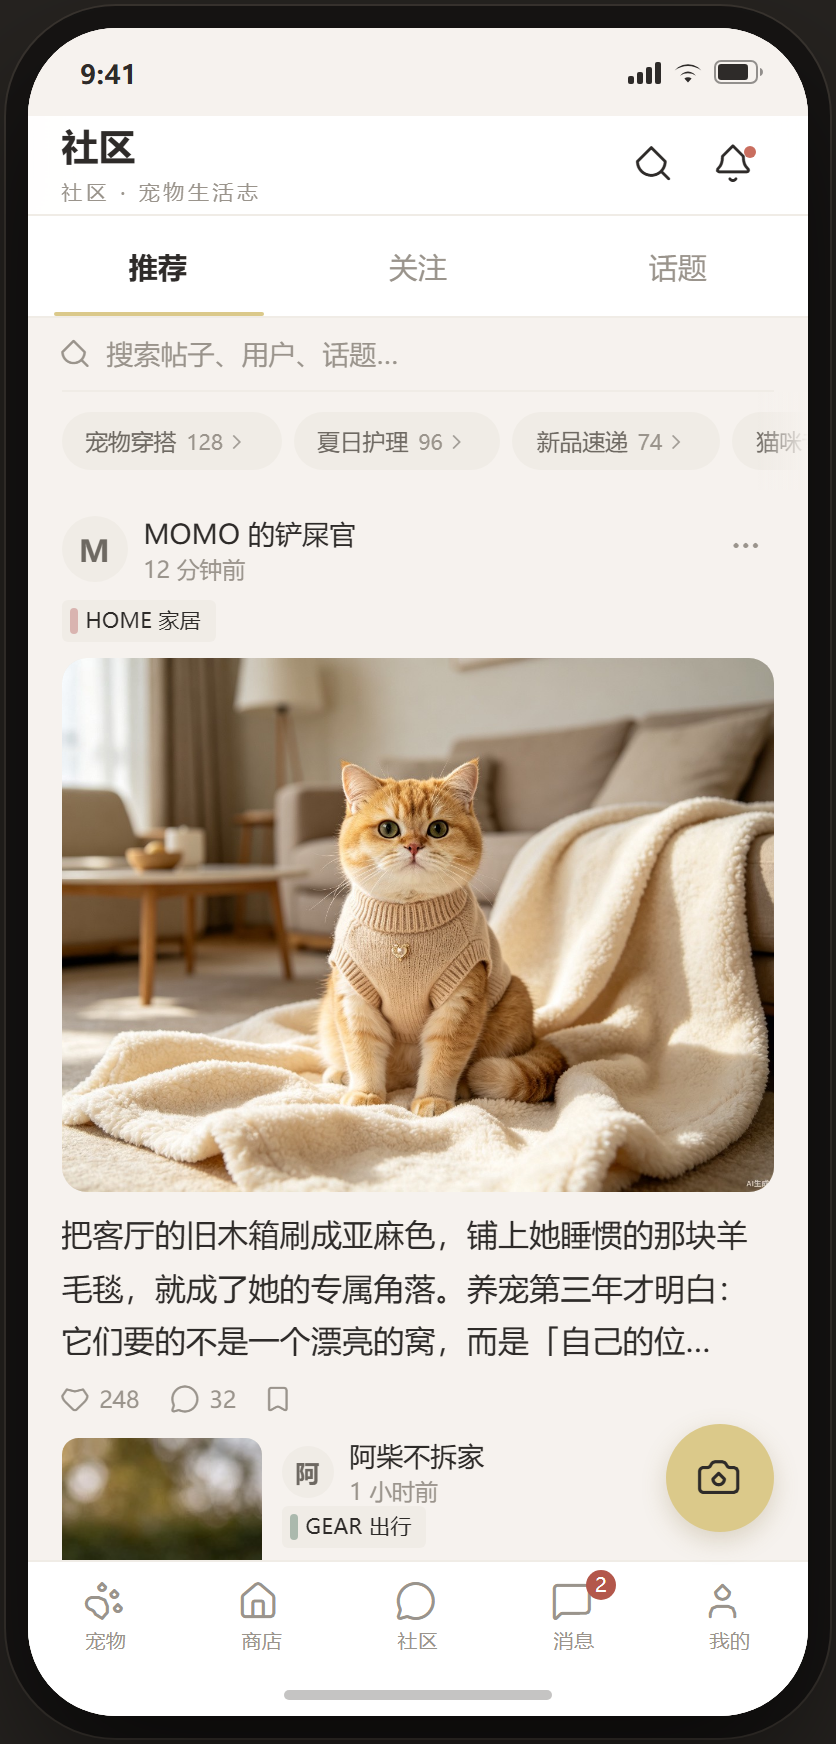 9:41
社区
社区 · 宠物生活志
推荐 关注 话题
搜索帖子、用户、话题...
宠物穿搭 128 夏日护理 96 新品速递 74 猫咪
M
MOMO 的铲屎官
12 分钟前
HOME 家居
AI生成
把客厅的旧木箱刷成亚麻色，铺上她睡惯的那块羊
毛毯，就成了她的专属角落。养宠第三年才明白：
它们要的不是一个漂亮的窝，而是「自己的位...
248 32
阿
阿柴不拆家
1 小时前
GEAR 出行
2
宠物 商店 社区 消息 我的